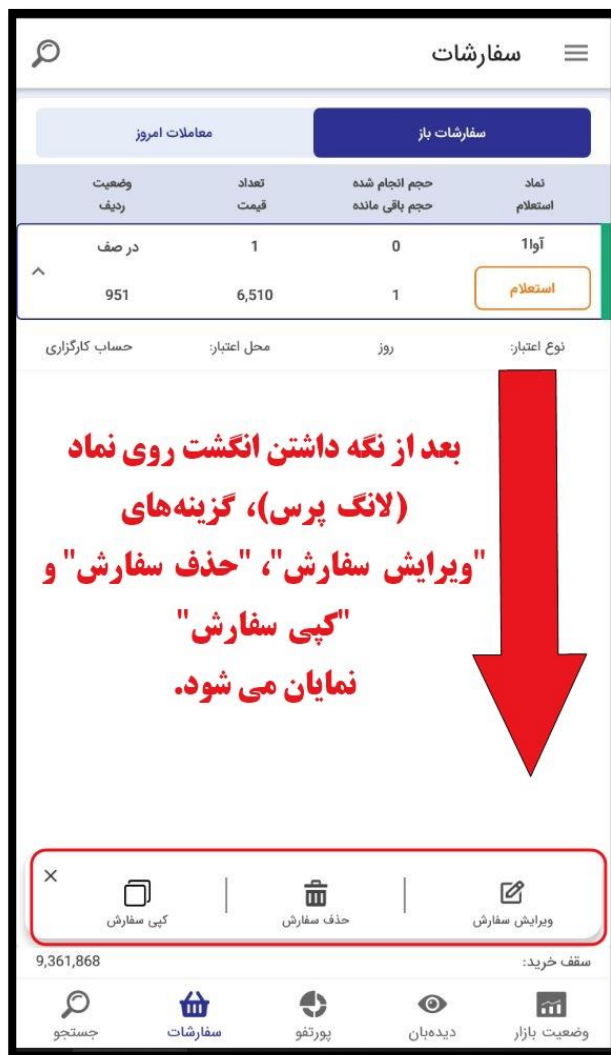 سفارشات
سفارشات باز
معاملات امروز
نماد حجم انجام شده تعداد وضعیت
استعلام حجم باقی مانده قیمت ردیف
آوا1 0 1 در صف
استعلام 1 6,510 951
نوع اعتبار: روز محل اعتبار: حساب کارگزاری
بعد از نگه داشتن انگشت روی نماد
(لانگ پرس)، گزینه‌های
"ویرایش سفارش"، "حذف سفارش" و
"کپی سفارش"
نمایان می شود.
ویرایش سفارش حذف سفارش کپی سفارش
سقف خرید: 9,361,868
وضعیت بازار دیده‌بان پورتفو سفارشات جستجو